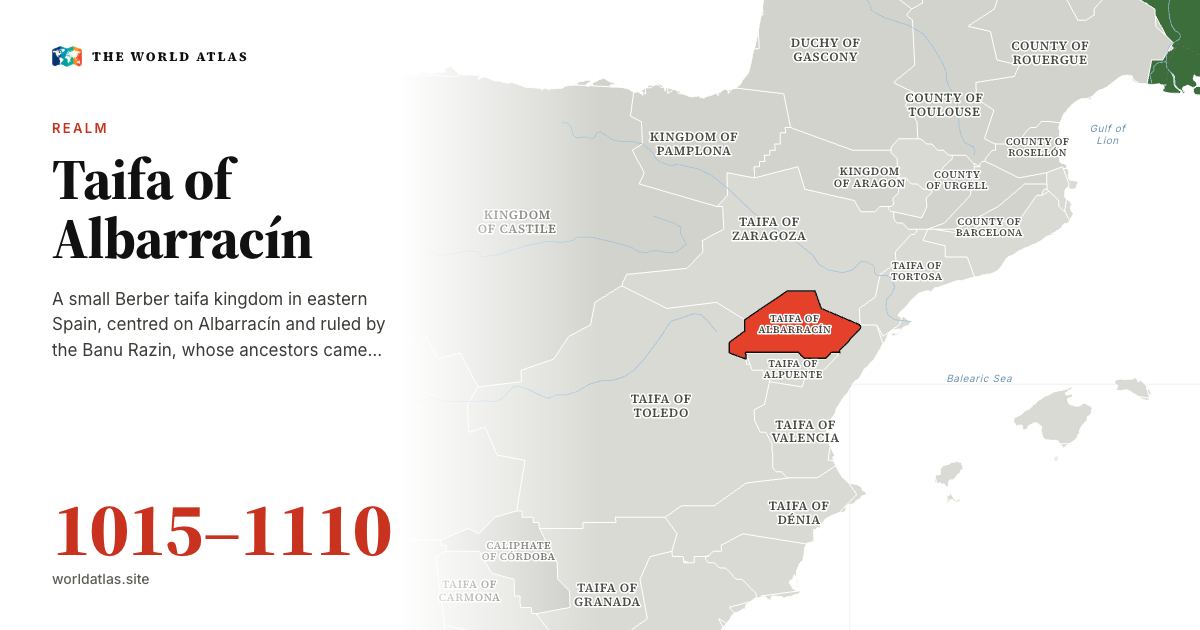 THE WORLD ATLAS
REALM
Taifa of
Albarracín
A small Berber taifa kingdom in eastern
Spain, centred on Albarracín and ruled by
the Banu Razin, whose ancestors came...
1015–1110
worldatlas.site
DUCHY OF
GASCONY
COUNTY OF
ROUERGUE
COUNTY OF
TOULOUSE
Gulf of
Lion
KINGDOM OF
PAMPLONA
COUNTY OF
ROSELLÓN
KINGDOM
OF ARAGON
COUNTY
OF URGELL
KINGDOM
OF CASTILE
TAIFA OF
ZARAGOZA
COUNTY OF
BARCELONA
TAIFA OF
TORTOSA
TAIFA OF
ALBARRACÍN
TAIFA OF
ALPUENTE
Balearic Sea
TAIFA OF
TOLEDO
TAIFA OF
VALENCIA
TAIFA OF
DÉNIA
CALIPHATE
OF CÓRDOBA
TAIFA OF
CARMONA
TAIFA OF
GRANADA